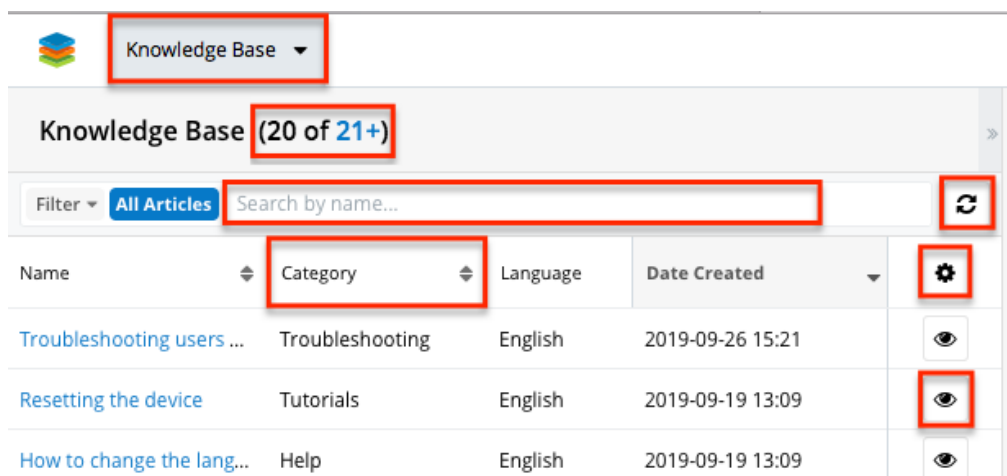 Knowledge Base
Knowledge Base (20 of 21+)
Filter All Articles Search by name...
Name Category Language Date Created
Troubleshooting users ... Troubleshooting English 2019-09-26 15:21
Resetting the device Tutorials English 2019-09-19 13:09
How to change the lang... Help English 2019-09-19 13:09